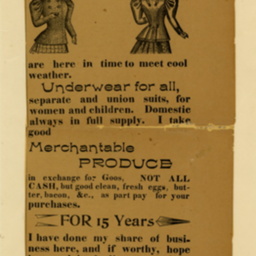 are here in time to meet cool
weather.
Underwear for all,
separate and union suits, for
women and children. Domestic
always in full supply. I take
good
Merchantable
PRODUCE
in exchange for Goos, NOT ALL
CASH, but good clean, fresh eggs, but-
ter, bacon, &c., as part pay for your
purchases.
FOR 15 Years
I have done my share of busi-
ness here, and if worthy, hope